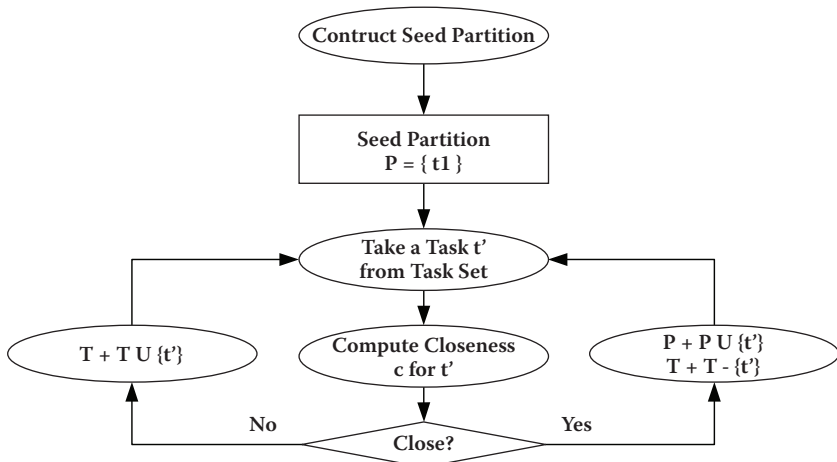 Contruct Seed Partition
Seed Partition
P = { t1 }
Take a Task t’
from Task Set
T + T U {t’}
Compute Closeness
c for t’
P + P U {t’}
T + T - {t’}
No
Close?
Yes